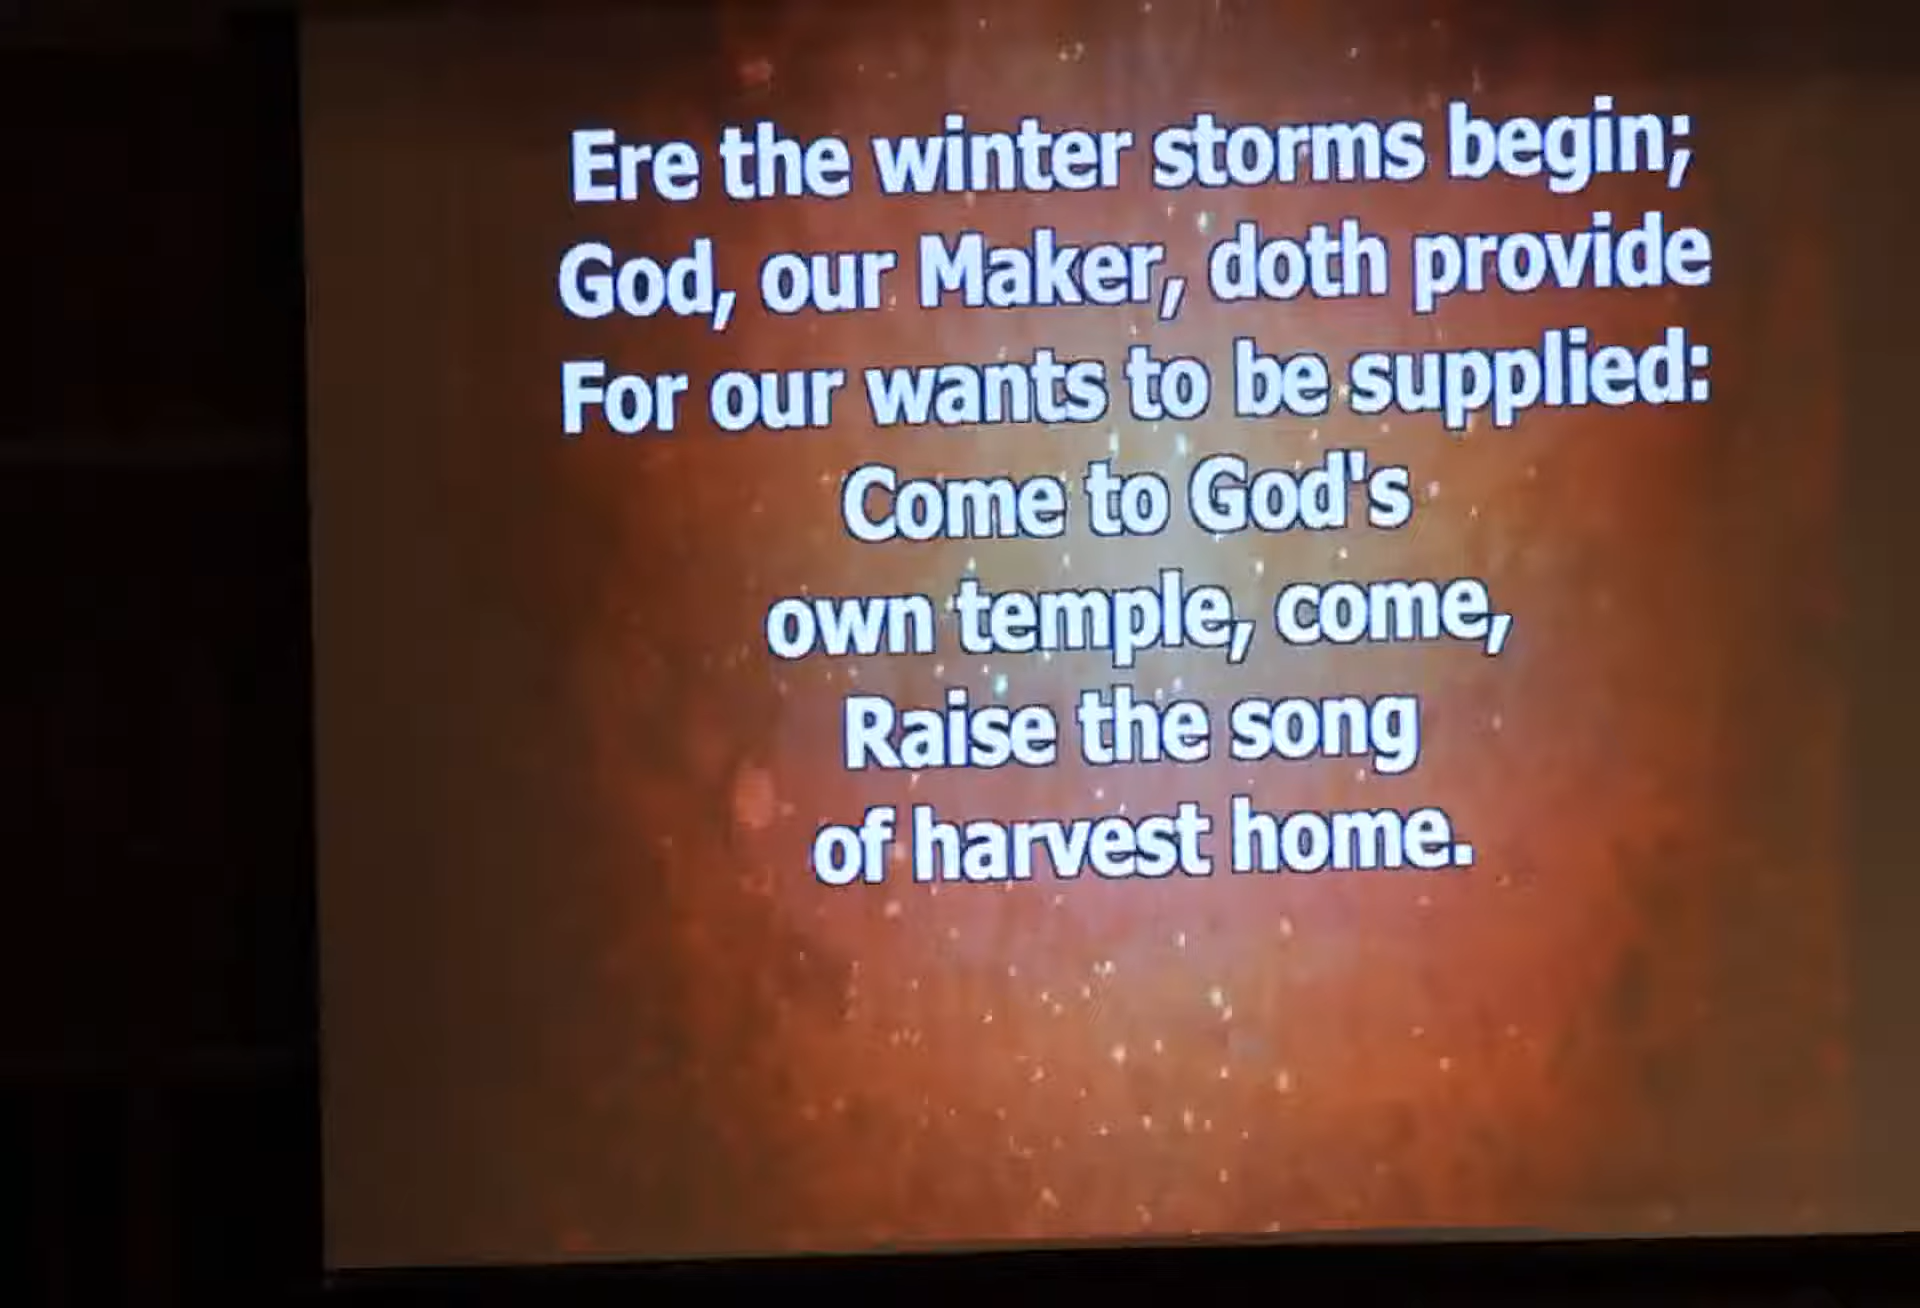 Ere the winter storms begin;
God, our Maker, doth provide
For our wants to be supplied:
Come to God's
own temple, come,
Raise the song
of harvest home.